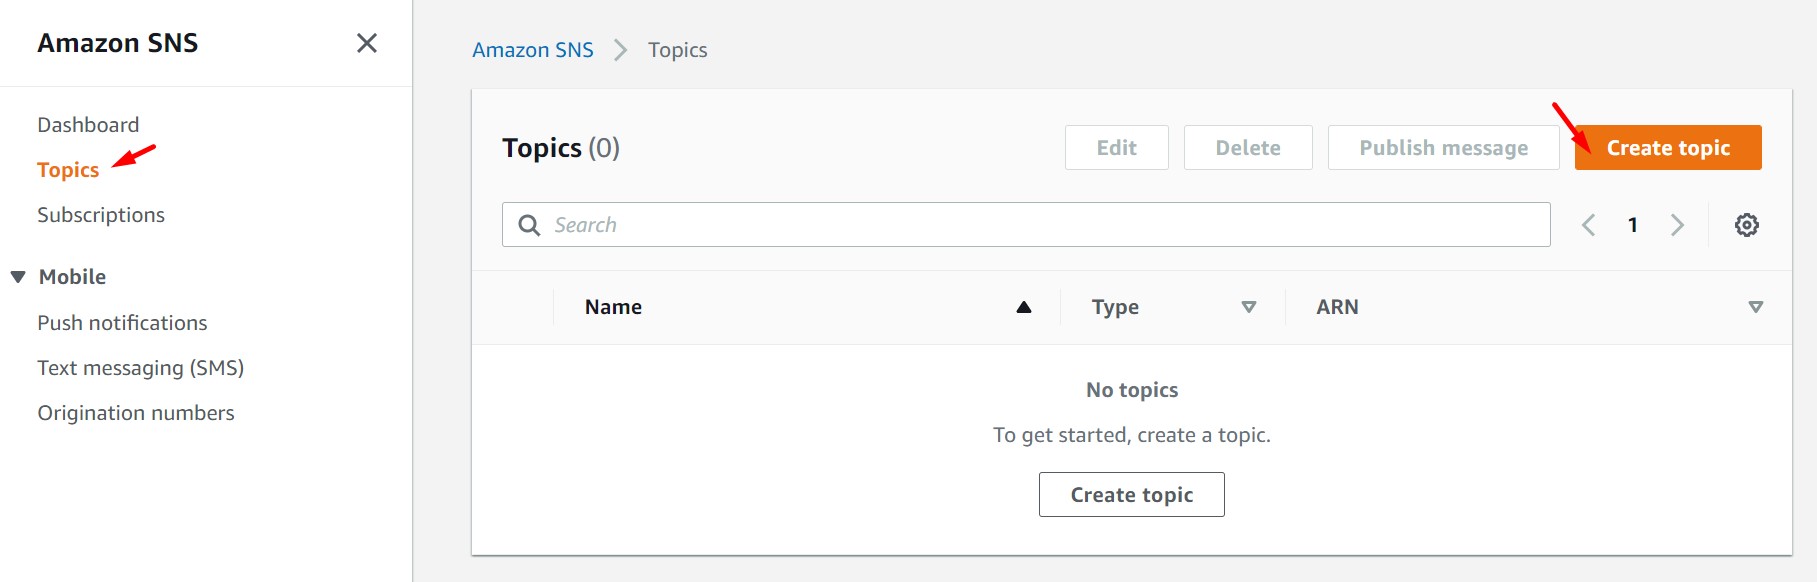 Amazon SNS
Dashboard
Topics
Subscriptions
Mobile
Push notifications
Text messaging (SMS)
Origination numbers
Amazon SNS Topics
Topics (0) Edit Delete Publish message Create topic
Search 1
Name Type ARN
No topics
To get started, create a topic.
Create topic